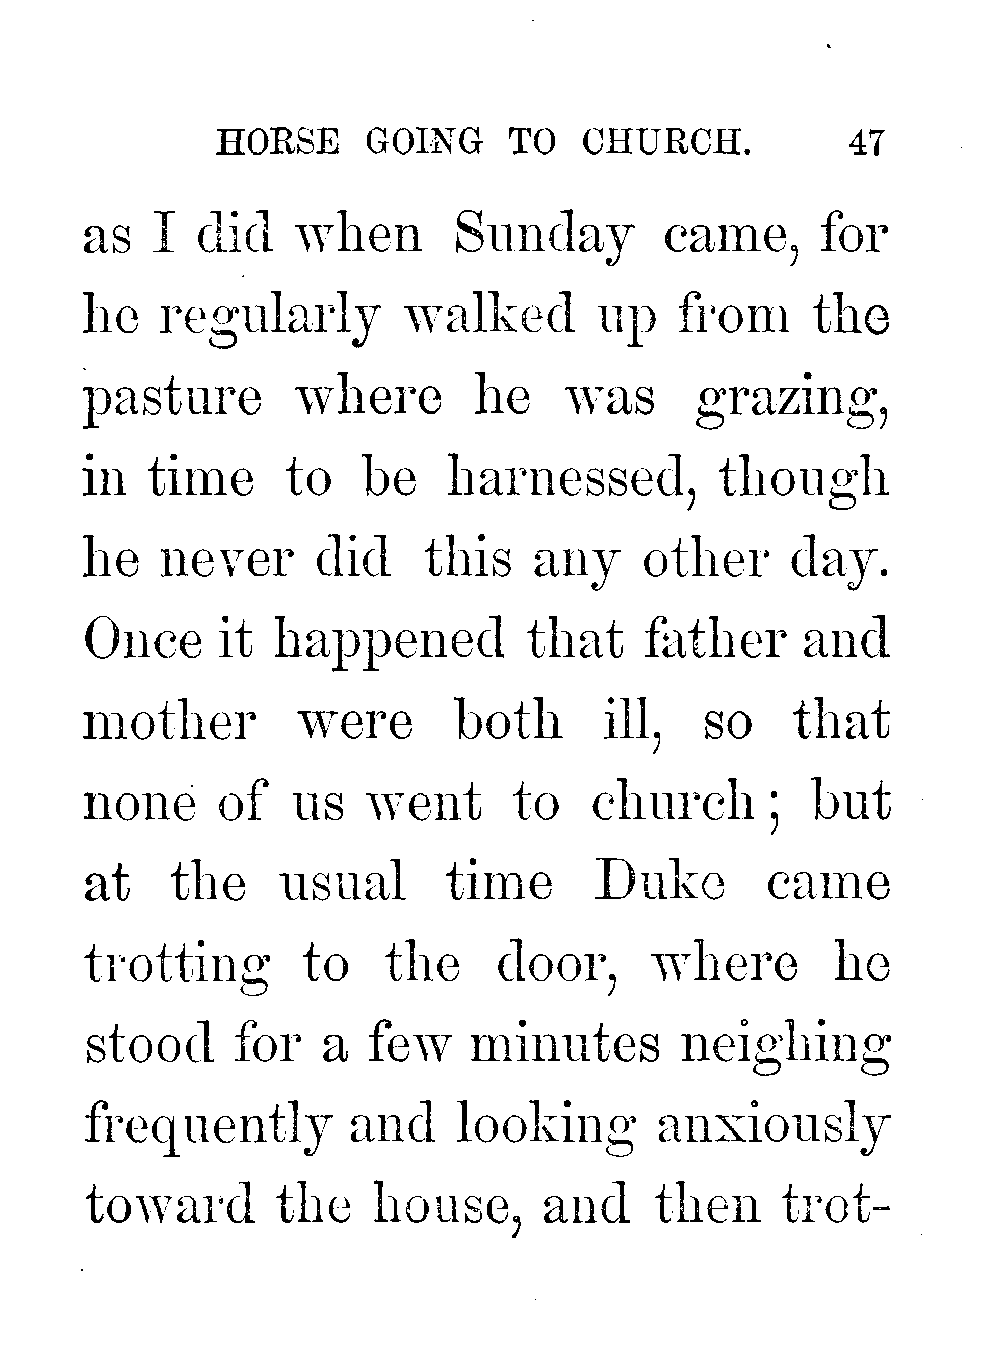 HORSE GOING TO CHURCH. 47
as I did when Sunday came, for
he regularly walked up from the
pasture where he was grazing,
in time to be harnessed, though
he never did this any other day.
Once it happened that father and
mother were both ill, so that
none of us went to church; but
at the usual time Duke came
trotting to the door, where he
stood for a few minutes neighing
frequently and looking anxiously
toward the house, and then trot-